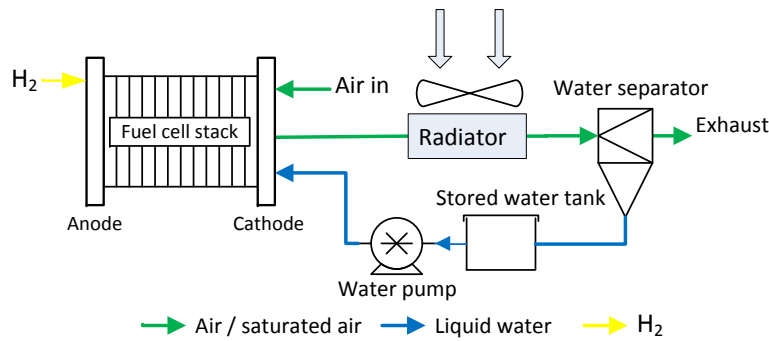 H₂
Air in
Fuel cell stack
Radiator
Water separator
Exhaust
Anode
Cathode
Stored water tank
Water pump
Air / saturated air
Liquid water
H₂